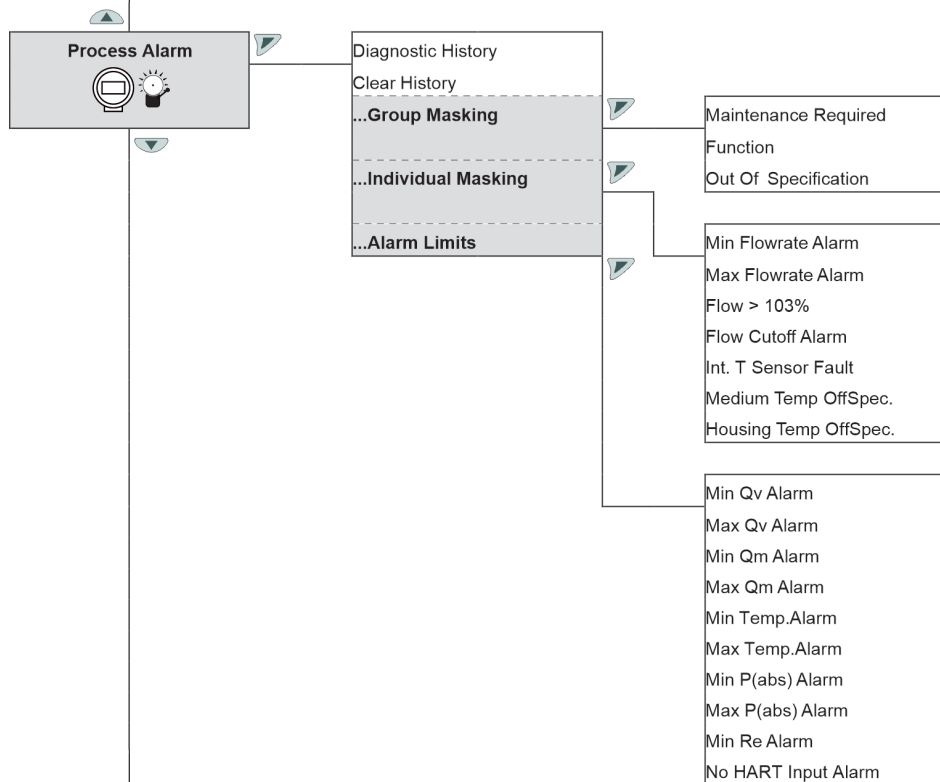 Process Alarm
Diagnostic History
Clear History
...Group Masking
...Individual Masking
...Alarm Limits
Maintenance Required
Function
Out Of Specification
Min Flowrate Alarm
Max Flowrate Alarm
Flow > 103%
Flow Cutoff Alarm
Int. T Sensor Fault
Medium Temp OffSpec.
Housing Temp OffSpec.
Min Qv Alarm
Max Qv Alarm
Min Qm Alarm
Max Qm Alarm
Min Temp.Alarm
Max Temp.Alarm
Min P(abs) Alarm
Max P(abs) Alarm
Min Re Alarm
No HART Input Alarm